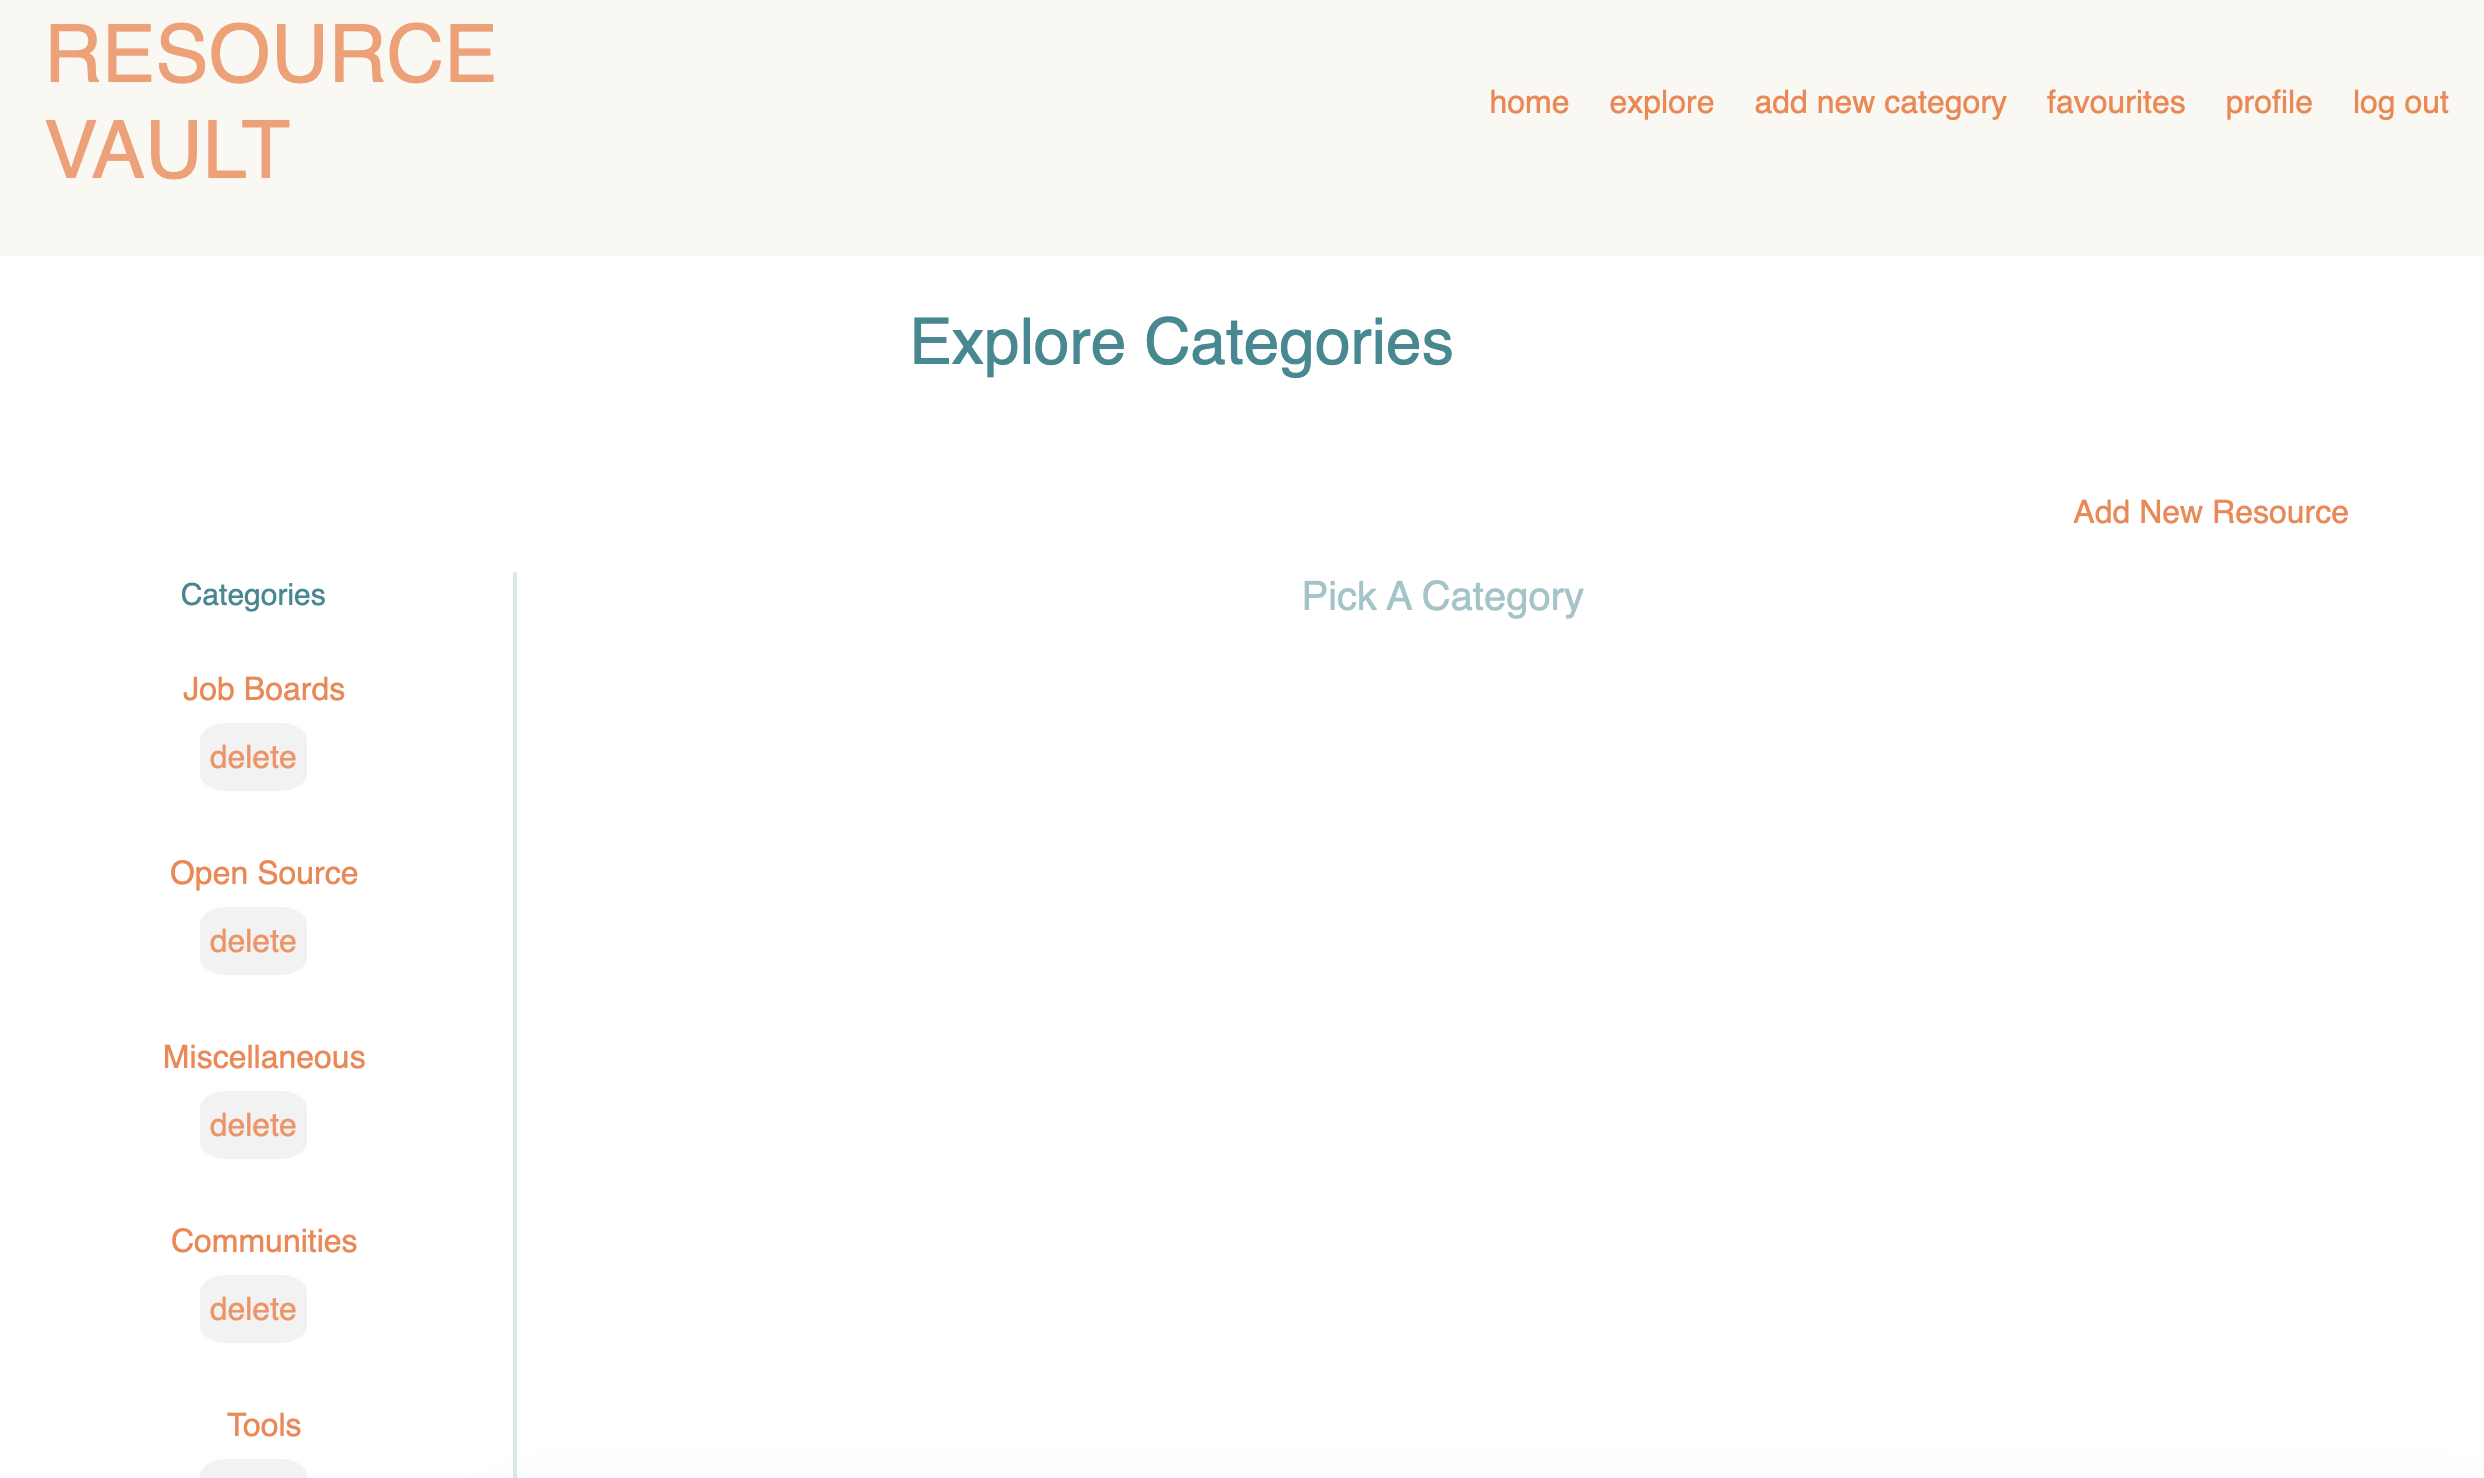 RESOURCE
VAULT
home explore add new category favourites profile log out
Explore Categories
Add New Resource
Categories
Pick A Category
Job Boards
delete
Open Source
delete
Miscellaneous
delete
Communities
delete
Tools